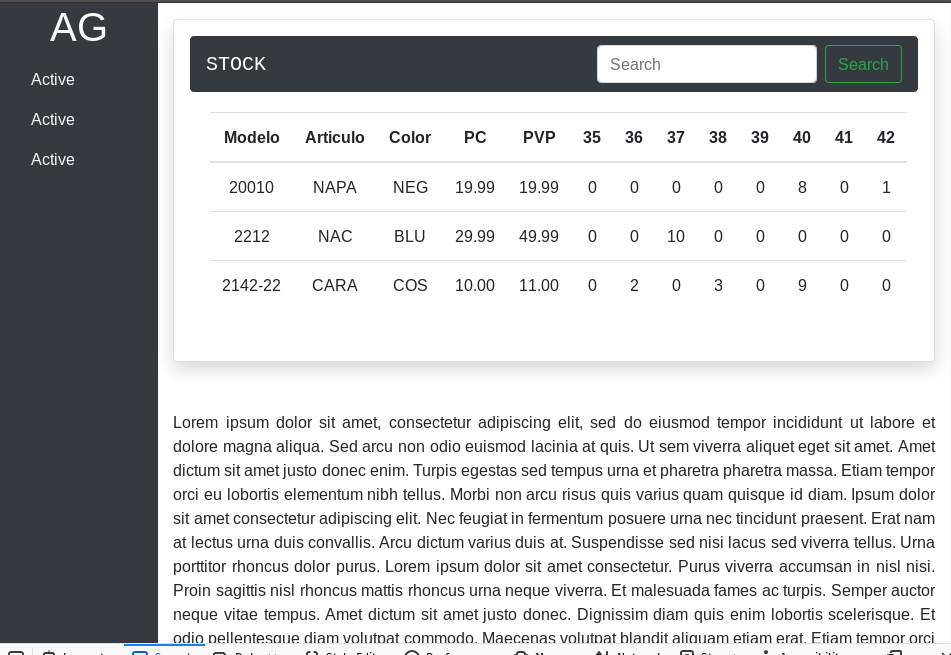 AG
Active
Active
Active
STOCK Search Search
Modelo Articulo Color PC PVP 35 36 37 38 39 40 41 42
20010 NAPA NEG 19.99 19.99 0 0 0 0 0 8 0 1
2212 NAC BLU 29.99 49.99 0 0 10 0 0 0 0 0
2142-22 CARA COS 10.00 11.00 0 2 0 3 0 9 0 0
Lorem ipsum dolor sit amet, consectetur adipiscing elit, sed do eiusmod tempor incididunt ut labore et
dolore magna aliqua. Sed arcu non odio euismod lacinia at quis. Ut sem viverra aliquet eget sit amet. Amet
dictum sit amet justo donec enim. Turpis egestas sed tempus urna et pharetra pharetra massa. Etiam tempor
orci eu lobortis elementum nibh tellus. Morbi non arcu risus quis varius quam quisque id diam. Ipsum dolor
sit amet consectetur adipiscing elit. Nec feugiat in fermentum posuere urna nec tincidunt praesent. Erat nam
at lectus urna duis convallis. Arcu dictum varius duis at. Suspendisse sed nisi lacus sed viverra tellus. Urna
porttitor rhoncus dolor purus. Lorem ipsum dolor sit amet consectetur. Purus viverra accumsan in nisl nisi.
Proin sagittis nisl rhoncus mattis rhoncus urna neque viverra. Et malesuada fames ac turpis. Semper auctor
neque vitae tempus. Amet dictum sit amet justo donec. Dignissim diam quis enim lobortis scelerisque. Et
odio pellentesque diam volutpat commodo. Maecenas volutpat blandit aliquam etiam erat. Etiam tempor orci